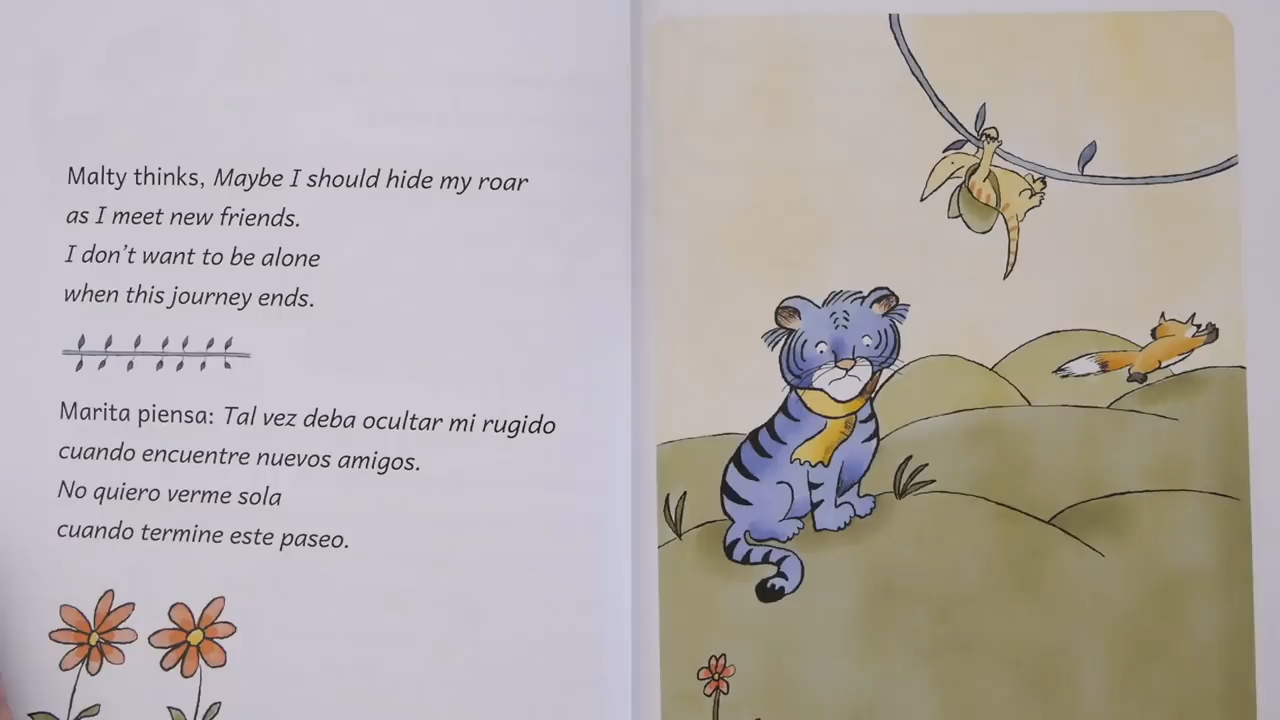 Malty thinks, Maybe I should hide my roar
as I meet new friends.
I don't want to be alone
when this journey ends.
Marita piensa: Tal vez deba ocultar mi rugido
cuando encuentre nuevos amigos.
No quiero verme sola
cuando termine este paseo.